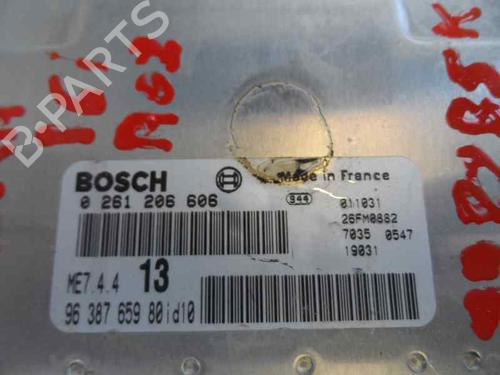 B-PARTS
BOSCH
Made in France
0 261 206 606
944
011031
26FM0882
7035 0547
19031
ME7.4.4 13
96 387 659 80id10